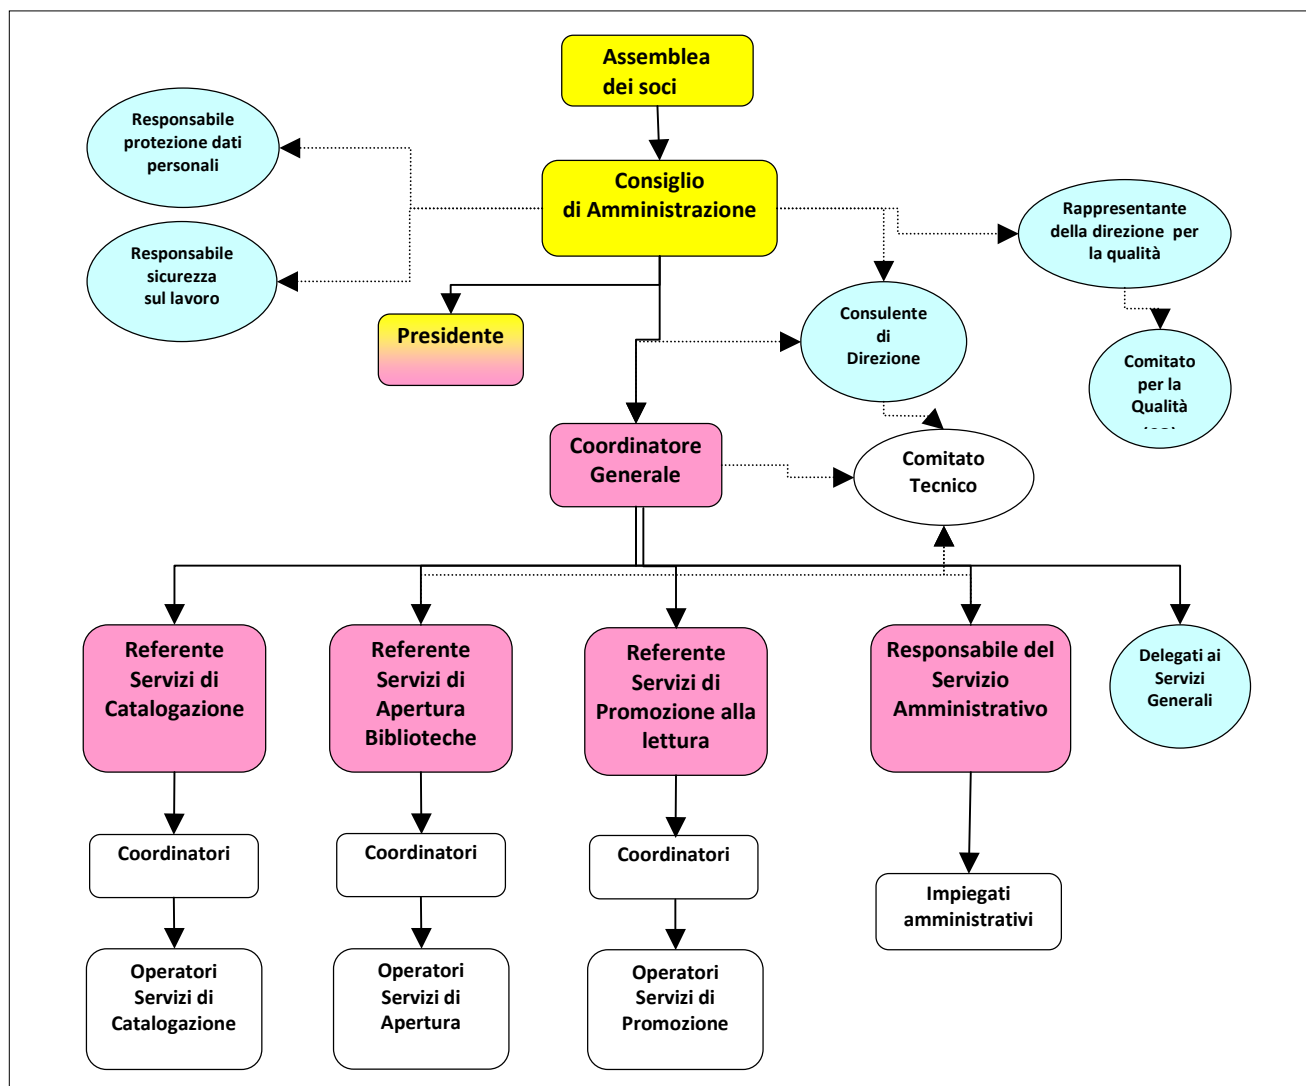 Assemblea
dei soci
Responsabile
protezione dati
personali
Consiglio
di Amministrazione
Rappresentante
della direzione per
la qualità
Responsabile
sicurezza
sul lavoro
Presidente
Consulente
di
Direzione
Comitato
per la
Qualità
Coordinatore
Generale
Comitato
Tecnico
Referente
Servizi di
Catalogazione
Referente
Servizi di
Apertura
Biblioteche
Referente
Servizi di
Promozione alla
lettura
Responsabile del
Servizio
Amministrativo
Delegati ai
Servizi
Generali
Coordinatori
Coordinatori
Coordinatori
Impiegati
amministrativi
Operatori
Servizi di
Catalogazione
Operatori
Servizi di
Apertura
Operatori
Servizi di
Promozione